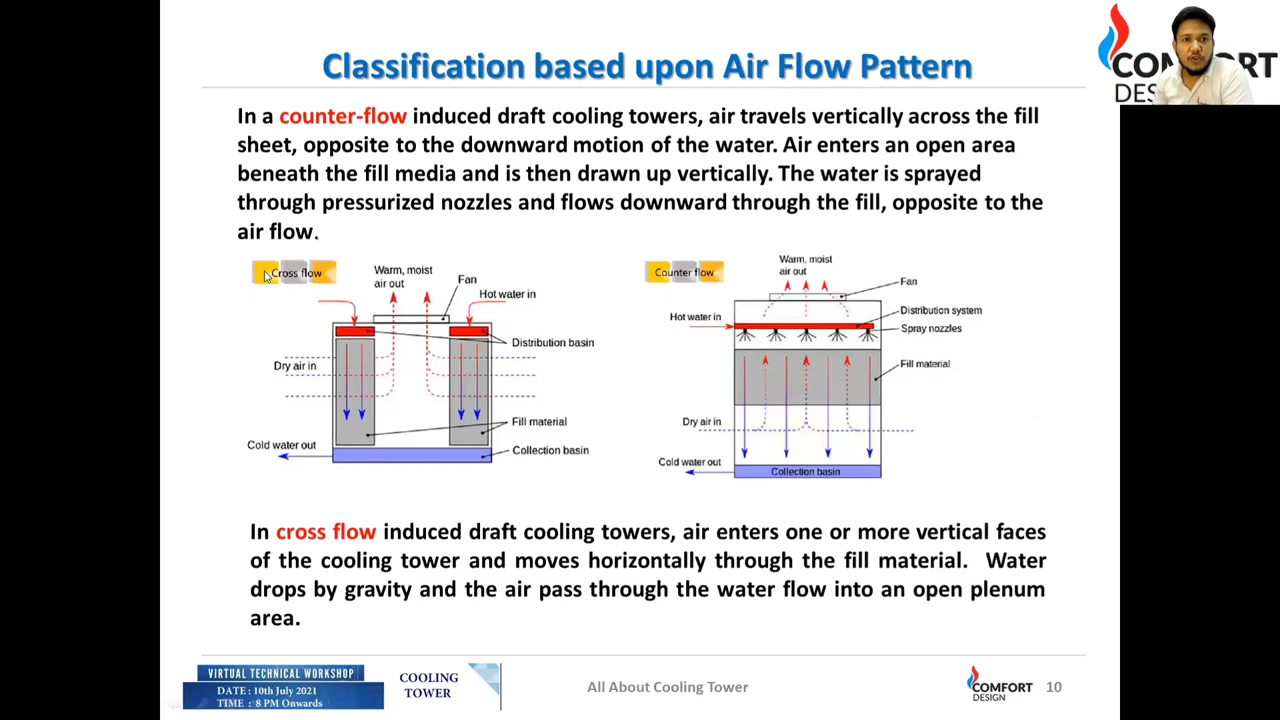 Classification based upon Air Flow Pattern
COMFORT
DES
In a counter-flow induced draft cooling towers, air travels vertically across the fill
sheet, opposite to the downward motion of the water. Air enters an open area
beneath the fill media and is then drawn up vertically. The water is sprayed
through pressurized nozzles and flows downward through the fill, opposite to the
air flow.
Cross flow
Warm, moist
air out
Fan
Hot water in
Distribution basin
Dry air in
Fill material
Cold water out
Collection basin
Counter flow
Warm, moist
air out
Fan
Distribution system
Hot water in
Spray nozzles
Fill material
Dry air in
Cold water out
Collection basin
In cross flow induced draft cooling towers, air enters one or more vertical faces
of the cooling tower and moves horizontally through the fill material. Water
drops by gravity and the air pass through the water flow into an open plenum
area.
VIRTUAL TECHNICAL WORKSHOP
DATE : 10th July 2021
TIME : 8 PM Onwards
COOLING
TOWER
All About Cooling Tower
COMFORT
DESIGN
10